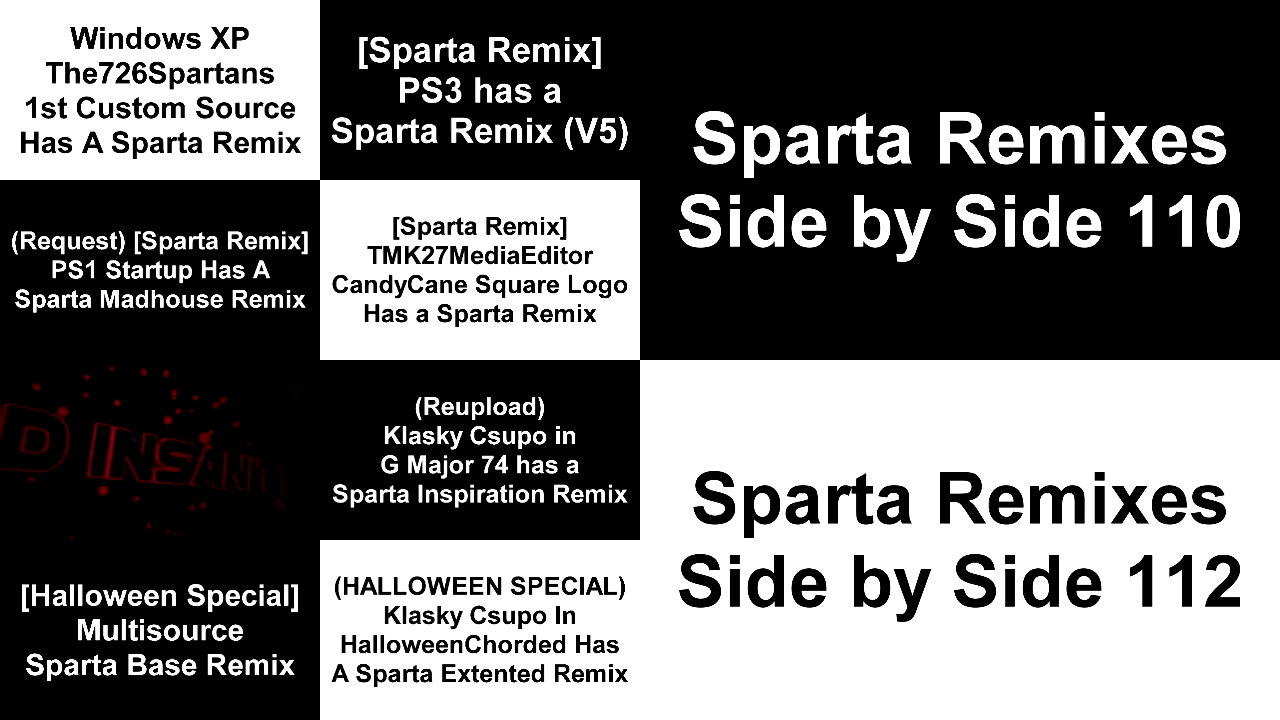 Windows XP
The726Spartans
1st Custom Source
Has A Sparta Remix
[Sparta Remix]
PS3 has a
Sparta Remix (V5)
Sparta Remixes
Side by Side 110
(Request) [Sparta Remix]
PS1 Startup Has A
Sparta Madhouse Remix
[Sparta Remix]
TMK27MediaEditor
CandyCane Square Logo
Has a Sparta Remix
D INSANITY
(Reupload)
Klasky Csupo in
G Major 74 has a
Sparta Inspiration Remix
Sparta Remixes
Side by Side 112
[Halloween Special]
Multisource
Sparta Base Remix
(HALLOWEEN SPECIAL)
Klasky Csupo In
HalloweenChorded Has
A Sparta Extented Remix